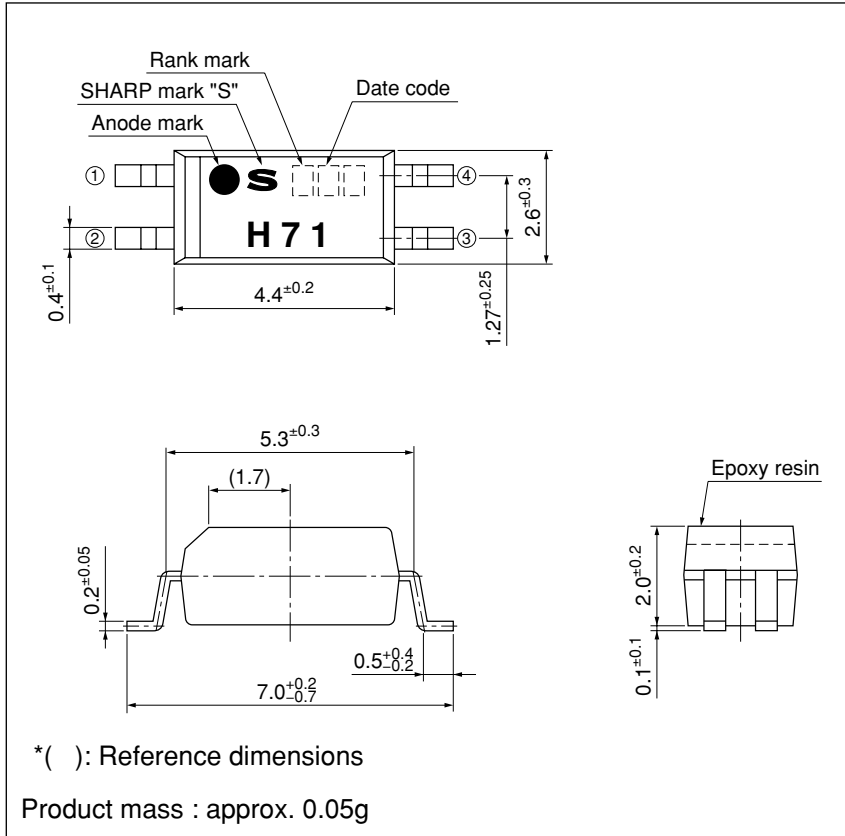 Rank mark
SHARP mark "S"
Date code
Anode mark
① ④
S
② ③
H 7 1
0.4±0.1
4.4±0.2
2.6±0.3
1.27±0.25
5.3±0.3
(1.7)
Epoxy resin
0.2±0.05
2.0±0.2
0.1±0.1
0.5+0.4−0.2
7.0+0.2−0.7
*( ): Reference dimensions
Product mass : approx. 0.05g